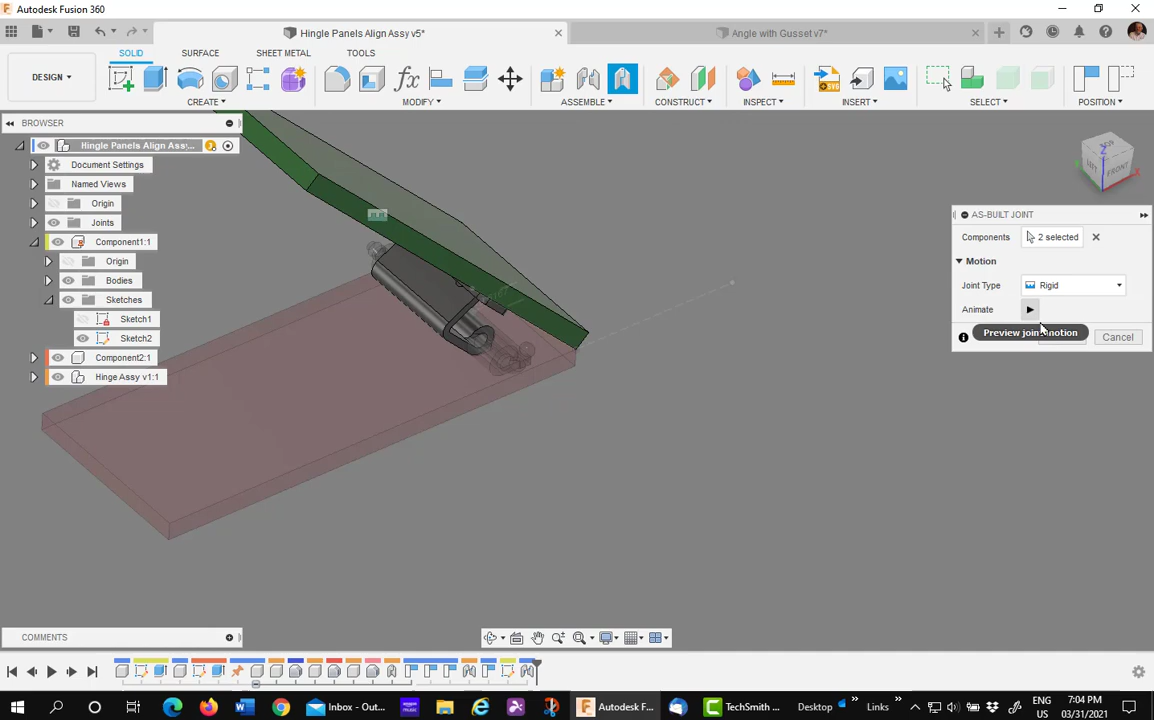 Autodesk Fusion 360
Hingle Panels Align Assy v5*
Angle with Gusset v7*
SOLID
SURFACE
SHEET METAL
TOOLS
DESIGN
CREATE
MODIFY
ASSEMBLE
CONSTRUCT
INSPECT
INSERT
SELECT
POSITION
BROWSER
Hingle Panels Align Assy...
Document Settings
Named Views
Origin
Joints
Component1:1
Origin
Bodies
Sketches
Sketch1
Sketch2
Component2:1
Hinge Assy v1:1
LEFT
FRONT
Z
X
AS-BUILT JOINT
Components
2 selected
Motion
Joint Type
Rigid
Animate
Preview joint motion
Cancel
COMMENTS
Inbox - Out...
Autodesk F...
TechSmith ...
Desktop
Links
ENG
US
7:04 PM
03/31/2021